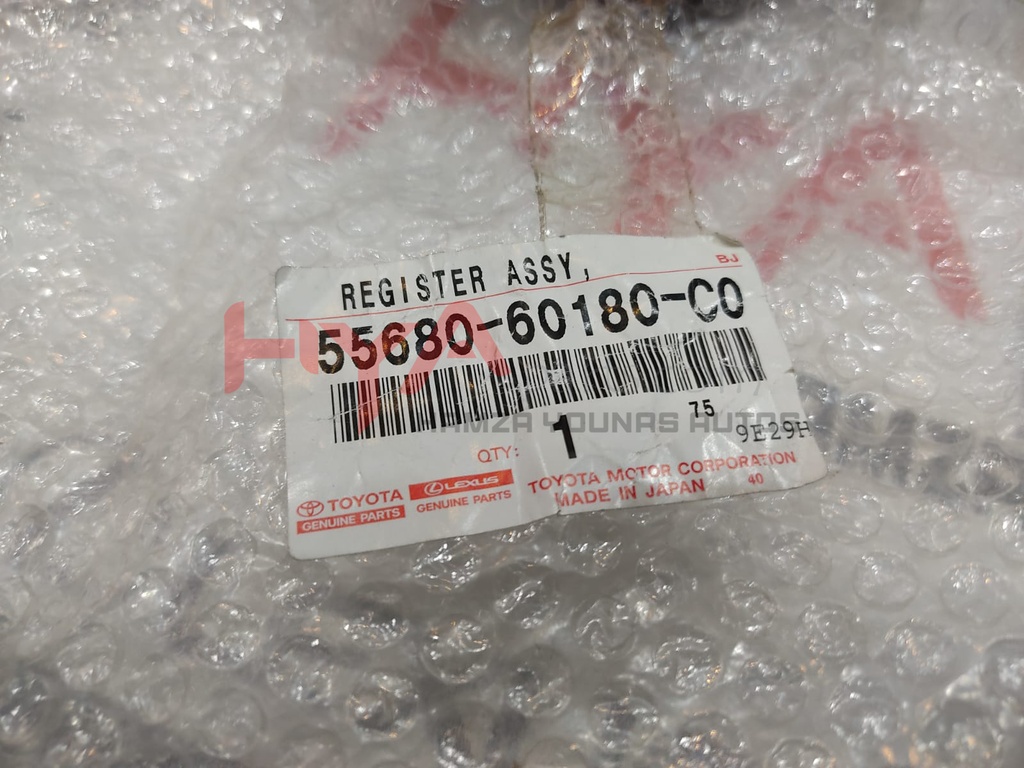 BJ
REGISTER ASSY,
55680-60180-C0
HYA
HAMZA YOUNAS AUTOS
75
QTY: 1
9E29H
TOYOTA
GENUINE PARTS
LEXUS
GENUINE PARTS
TOYOTA MOTOR CORPORATION
MADE IN JAPAN
40